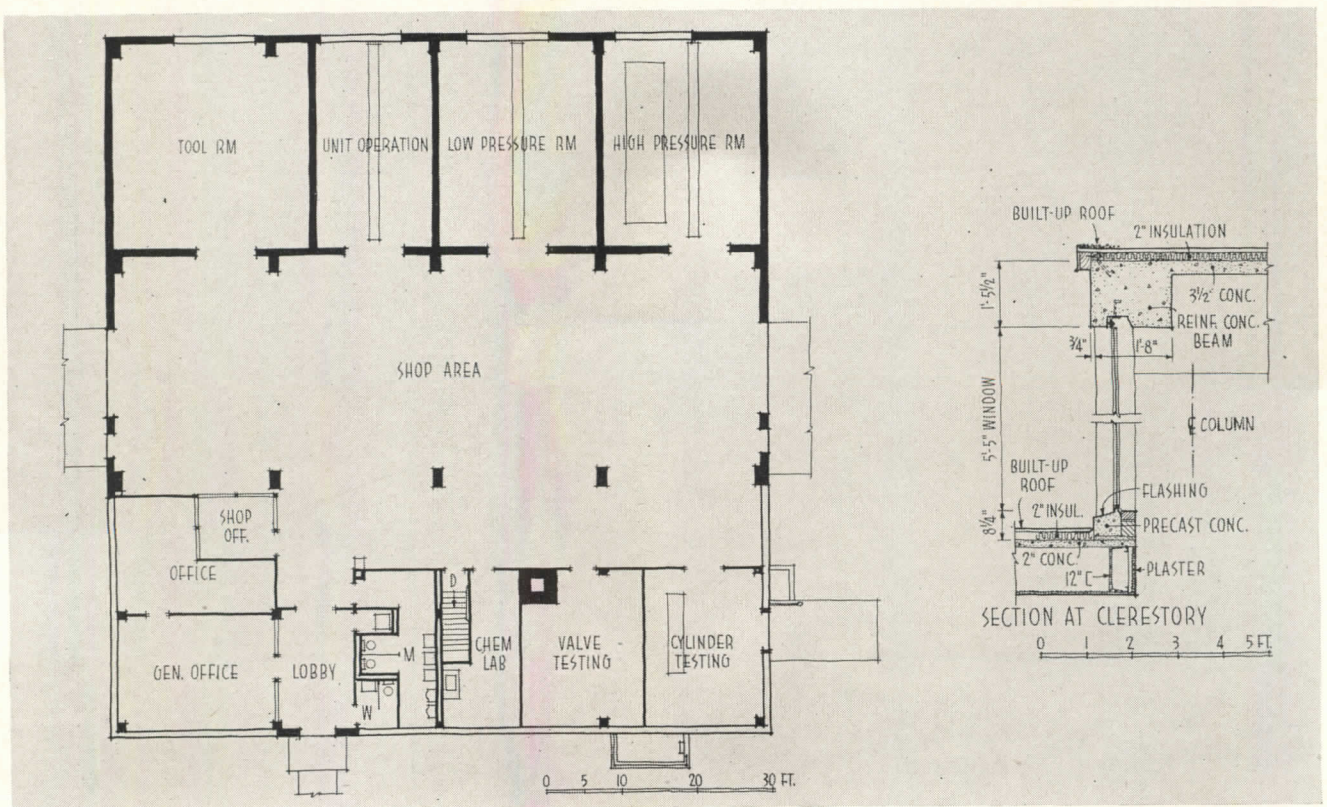 TOOL RM
UNIT OPERATION
LOW PRESSURE RM
HIGH PRESSURE RM
SHOP AREA
SHOP
OFF.
OFFICE
GEN. OFFICE
LOBBY
M
W
D
CHEM
LAB
VALVE
TESTING
CYLINDER
TESTING
0 5 10 20 30 FT.
BUILT-UP ROOF
2" INSULATION
3½" CONC.
REINF. CONC.
BEAM
1'-5½"
¾"
1'-8"
5'-5" WINDOW
℄ COLUMN
BUILT-UP
ROOF
2" INSUL.
FLASHING
8¼"
PRECAST CONC.
2" CONC.
12" [
PLASTER
SECTION AT CLERESTORY
0 1 2 3 4 5 FT.